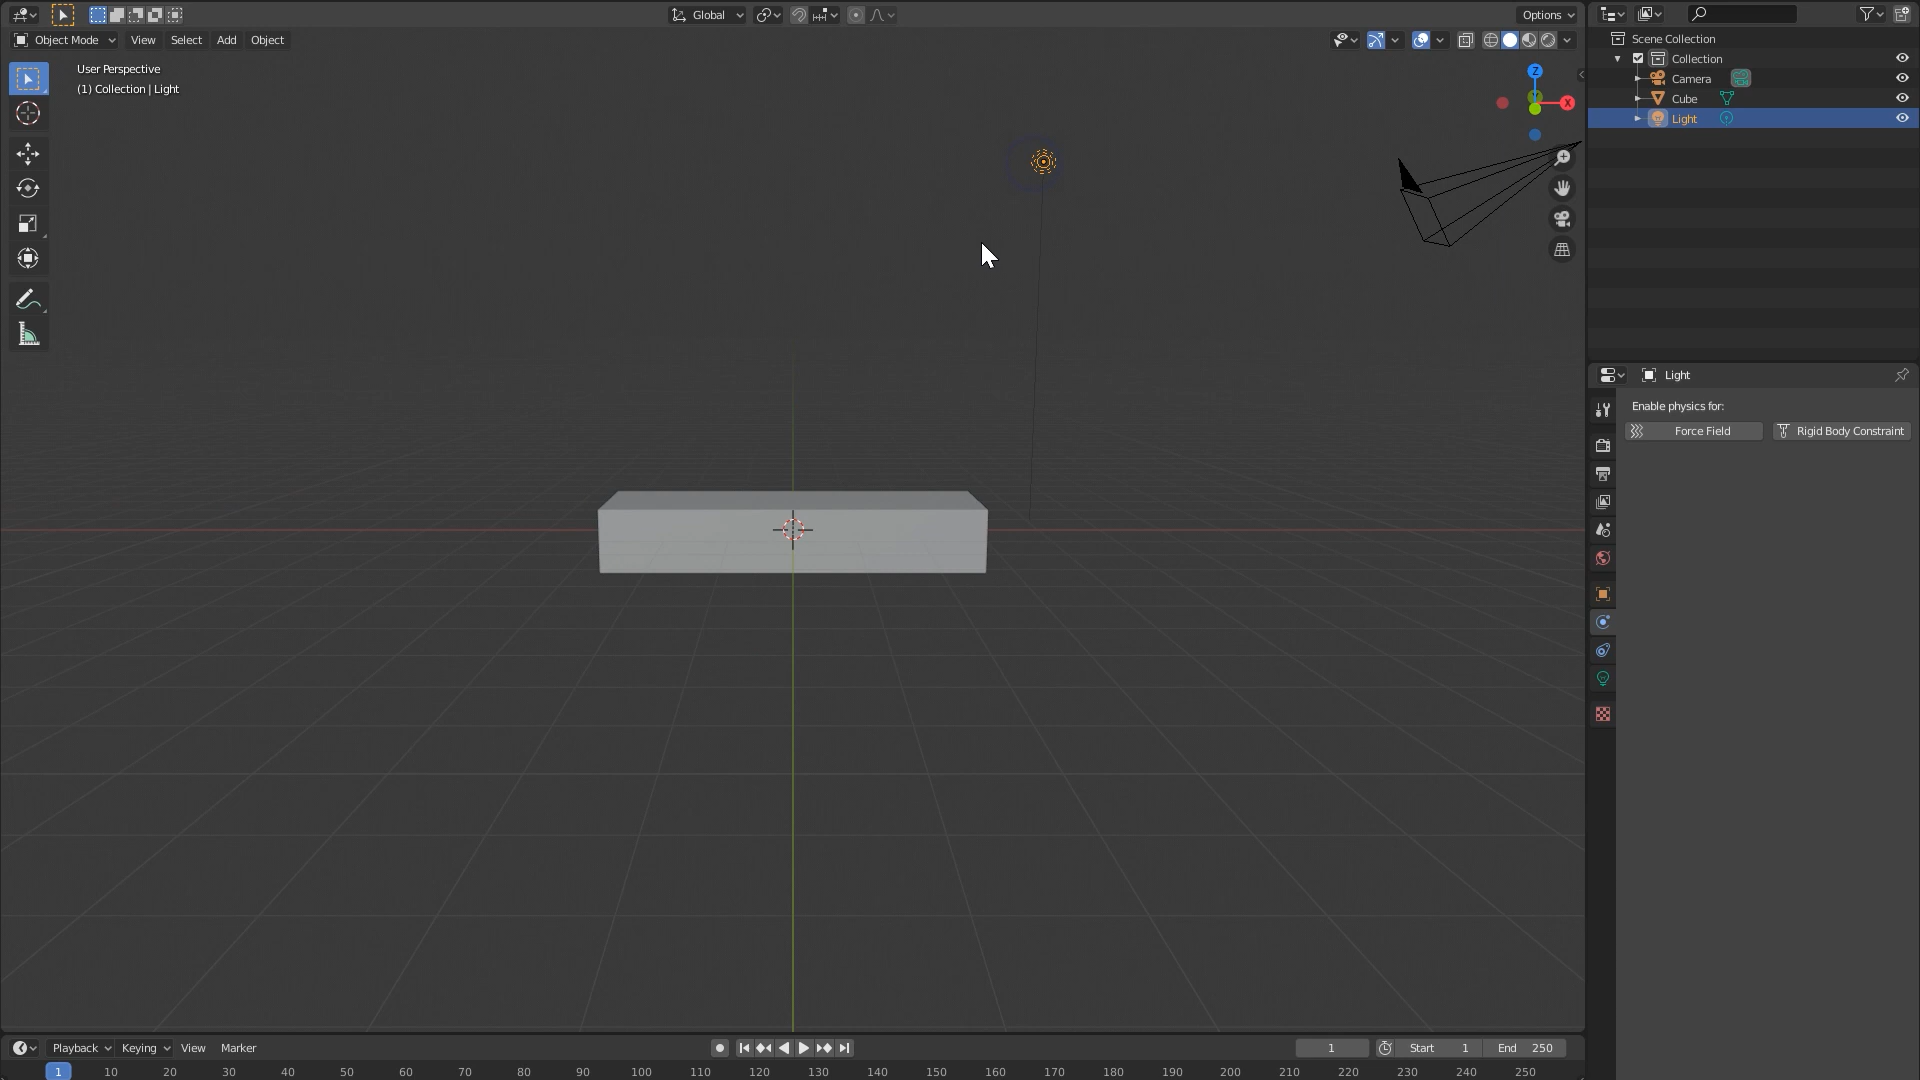 Global
Options
Object Mode View Select Add Object
User Perspective
(1) Collection | Light
Z
X
Scene Collection
Collection
Camera
Cube
Light
Light
Enable physics for:
Force Field Rigid Body Constraint
Playback Keying View Marker
1 Start 1 End 250
1 10 20 30 40 50 60 70 80 90 100 110 120 130 140 150 160 170 180 190 200 210 220 230 240 250